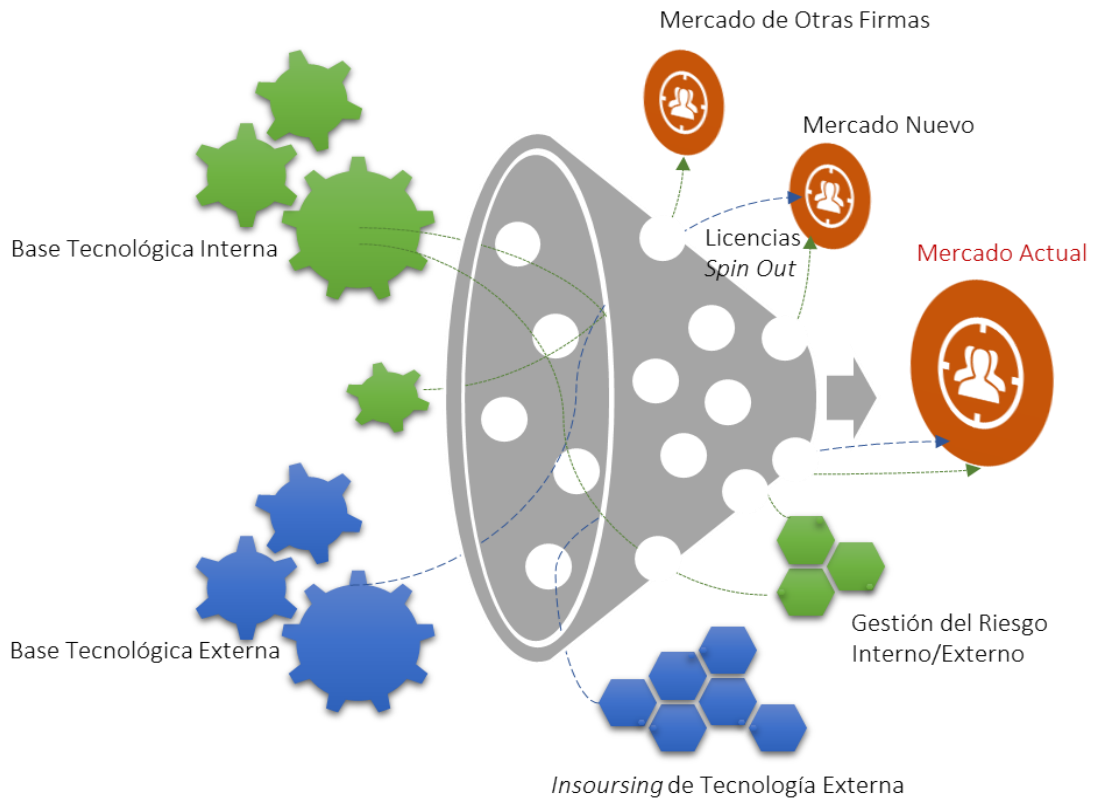 Mercado de Otras Firmas
Mercado Nuevo
Licencias
Spin Out
Mercado Actual
Base Tecnológica Interna
Base Tecnológica Externa
Gestión del Riesgo
Interno/Externo
Insoursing de Tecnología Externa